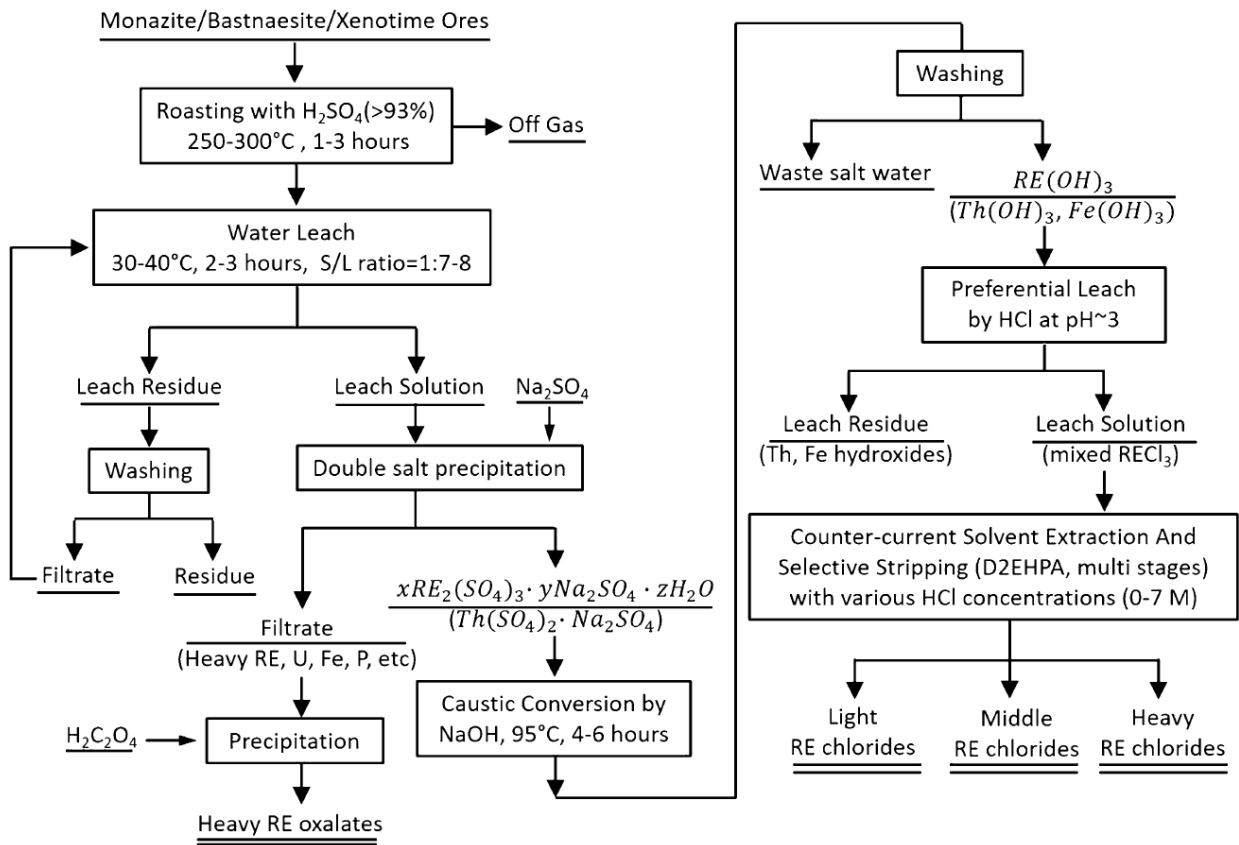 Monazite/Bastnaesite/Xenotime Ores
Roasting with H₂SO₄(>93%)
250-300°C , 1-3 hours
Off Gas
Water Leach
30-40°C, 2-3 hours, S/L ratio=1:7-8
Leach Residue
Leach Solution
Na₂SO₄
Washing
Double salt precipitation
Filtrate
Residue
xRE₂(SO₄)₃· yNa₂SO₄ · zH₂O
(Th(SO₄)₂· Na₂SO₄)
Filtrate
(Heavy RE, U, Fe, P, etc)
Caustic Conversion by
NaOH, 95°C, 4-6 hours
H₂C₂O₄
Precipitation
Heavy RE oxalates
Washing
Waste salt water
RE(OH)₃
(Th(OH)₃, Fe(OH)₃)
Preferential Leach
by HCl at pH~3
Leach Residue
(Th, Fe hydroxides)
Leach Solution
(mixed RECl₃)
Counter-current Solvent Extraction And
Selective Stripping (D2EHPA, multi stages)
with various HCl concentrations (0-7 M)
Light
RE chlorides
Middle
RE chlorides
Heavy
RE chlorides